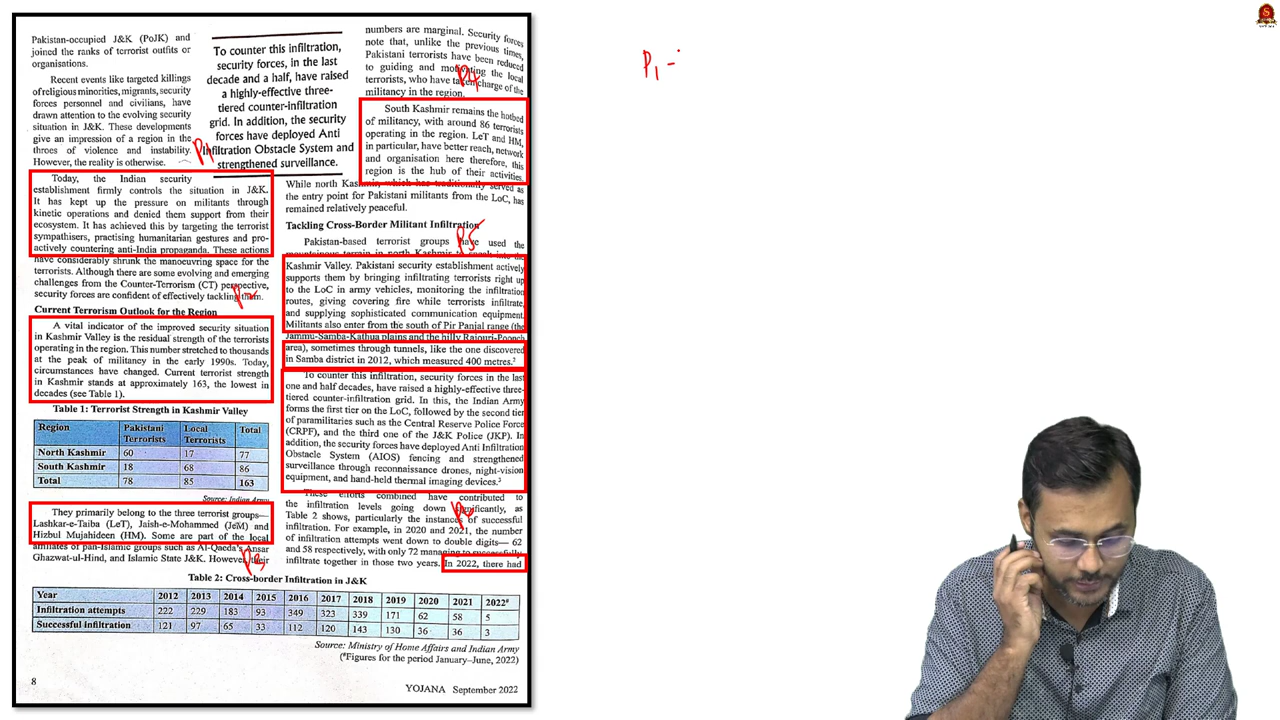 Pakistan-occupied J&K (PoJK) and
joined the ranks of terrorist outfits or
organisations.
Recent events like targeted killings
of religious minorities, migrants, security
forces personnel and civilians, have
drawn attention to the evolving security
situation in J&K. These developments
give an impression of a region in the
throes of violence and instability.
However, the reality is otherwise.
P1
Today, the Indian security
establishment firmly controls the situation in J&K.
It has kept up the pressure on militants through
kinetic operations and denied them support from their
ecosystem. It has achieved this by targeting the terrorist
sympathisers, practising humanitarian gestures and pro-
actively countering anti-India propaganda. These actions
have considerably shrunk the manoeuvring space for the
terrorists. Although there are some evolving and emerging
challenges from the Counter-Terrorism (CT) perspective,
security forces are confident of effectively tackling them.
P2
Current Terrorism Outlook for the Region
A vital indicator of the improved security situation
in Kashmir Valley is the residual strength of the terrorists
operating in the region. This number stretched to thousands
at the peak of militancy in the early 1990s. Today,
circumstances have changed. Current terrorist strength
in Kashmir stands at approximately 163, the lowest in
decades (see Table 1).
Table 1: Terrorist Strength in Kashmir Valley
Region Pakistani Terrorists Local Terrorists Total
North Kashmir 60 17 77
South Kashmir 18 68 86
Total 78 85 163
Source: Indian Army
They primarily belong to the three terrorist groups—
Lashkar-e-Taiba (LeT), Jaish-e-Mohammed (JeM) and
Hizbul Mujahideen (HM). Some are part of the local
affiliates of pan-Islamic groups such as Al-Qaeda's Ansar
Ghazwat-ul-Hind, and Islamic State J&K. However, their
P3
To counter this infiltration,
security forces, in the last
decade and a half, have raised
a highly-effective three-
tiered counter-infiltration
grid. In addition, the security
forces have deployed Anti
Infiltration Obstacle System and
strengthened surveillance.
numbers are marginal. Security forces
note that, unlike the previous times,
Pakistani terrorists have been reduced
to guiding and motivating the local
terrorists, who have taken charge of the
militancy in the region.
P4
South Kashmir remains the hotbed
of militancy, with around 86 terrorists
operating in the region. LeT and HM,
in particular, have better reach, network
and organisation here therefore, this
region is the hub of their activities.
While north Kashmir, which has traditionally served as
the entry point for Pakistani militants from the LoC, has
remained relatively peaceful.
Tackling Cross-Border Militant Infiltration
P5
Pakistan-based terrorist groups have used the
mountainous terrain in north Kashmir to sneak into the
Kashmir Valley. Pakistani security establishment actively
supports them by bringing infiltrating terrorists right up
to the LoC in army vehicles, monitoring the infiltration
routes, giving covering fire while terrorists infiltrate,
and supplying sophisticated communication equipment.
Militants also enter from the south of Pir Panjal range (the
Jammu-Samba-Kathua plains and the hilly Rajouri-Poonch
area), sometimes through tunnels, like the one discovered
in Samba district in 2012, which measured 400 metres.²
To counter this infiltration, security forces in the last
one and half decades, have raised a highly-effective three-
tiered counter-infiltration grid. In this, the Indian Army
forms the first tier on the LoC, followed by the second tier
of paramilitaries such as the Central Reserve Police Force
(CRPF), and the third one of the J&K Police (JKP). In
addition, the security forces have deployed Anti Infiltration
Obstacle System (AIOS) fencing and strengthened
surveillance through reconnaissance drones, night-vision
equipment, and hand-held thermal imaging devices.³
These efforts combined have contributed to
the infiltration levels going down significantly, as
Table 2 shows, particularly the instances of successful
infiltration. For example, in 2020 and 2021, the number
of infiltration attempts went down to double digits— 62
and 58 respectively, with only 72 managing to successfully
infiltrate together in those two years. In 2022, there had
P6
Table 2: Cross-border Infiltration in J&K
Year 2012 2013 2014 2015 2016 2017 2018 2019 2020 2021 2022#
Infiltration attempts 222 229 183 93 349 323 339 171 62 58 5
Successful Infiltration 121 97 65 33 112 120 143 130 36 36 3
Source: Ministry of Home Affairs and Indian Army
(#Figures for the period January–June, 2022)
8
YOJANA September 2022
P1 -